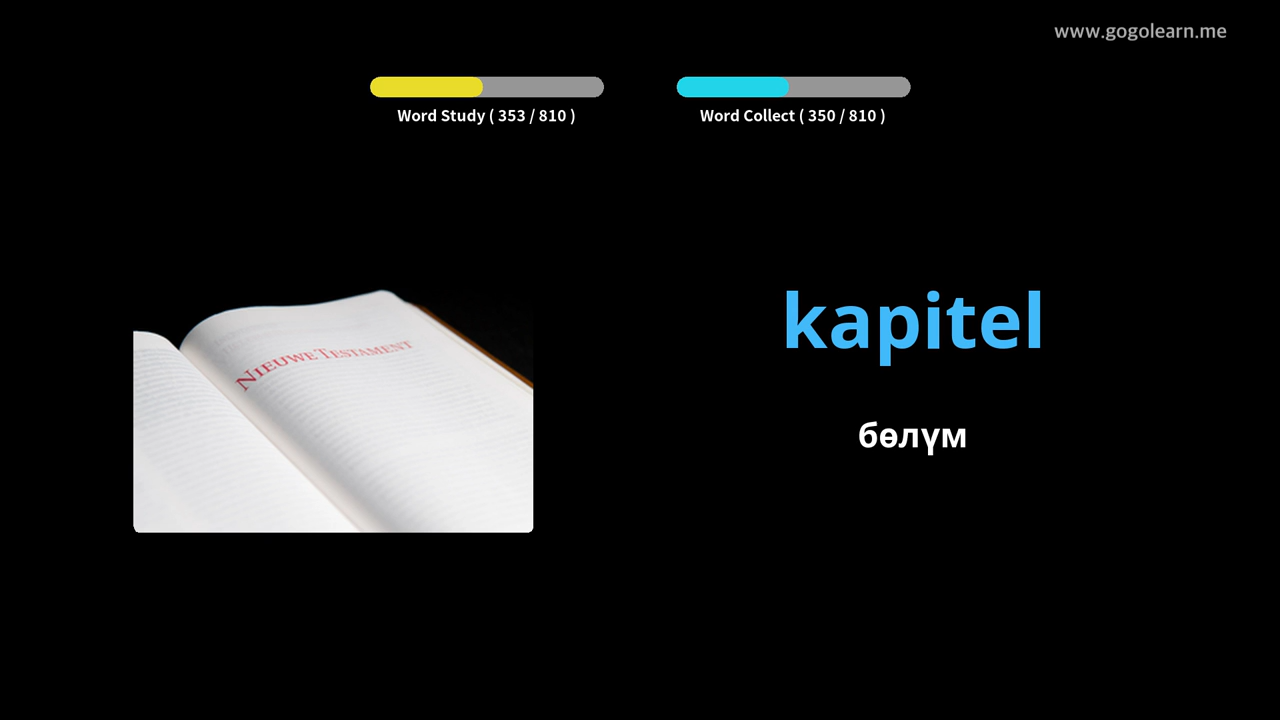 www.gogolearn.me
Word Study ( 353 / 810 )
Word Collect ( 350 / 810 )
NIEUWE TESTAMENT
kapitel
бөлүм